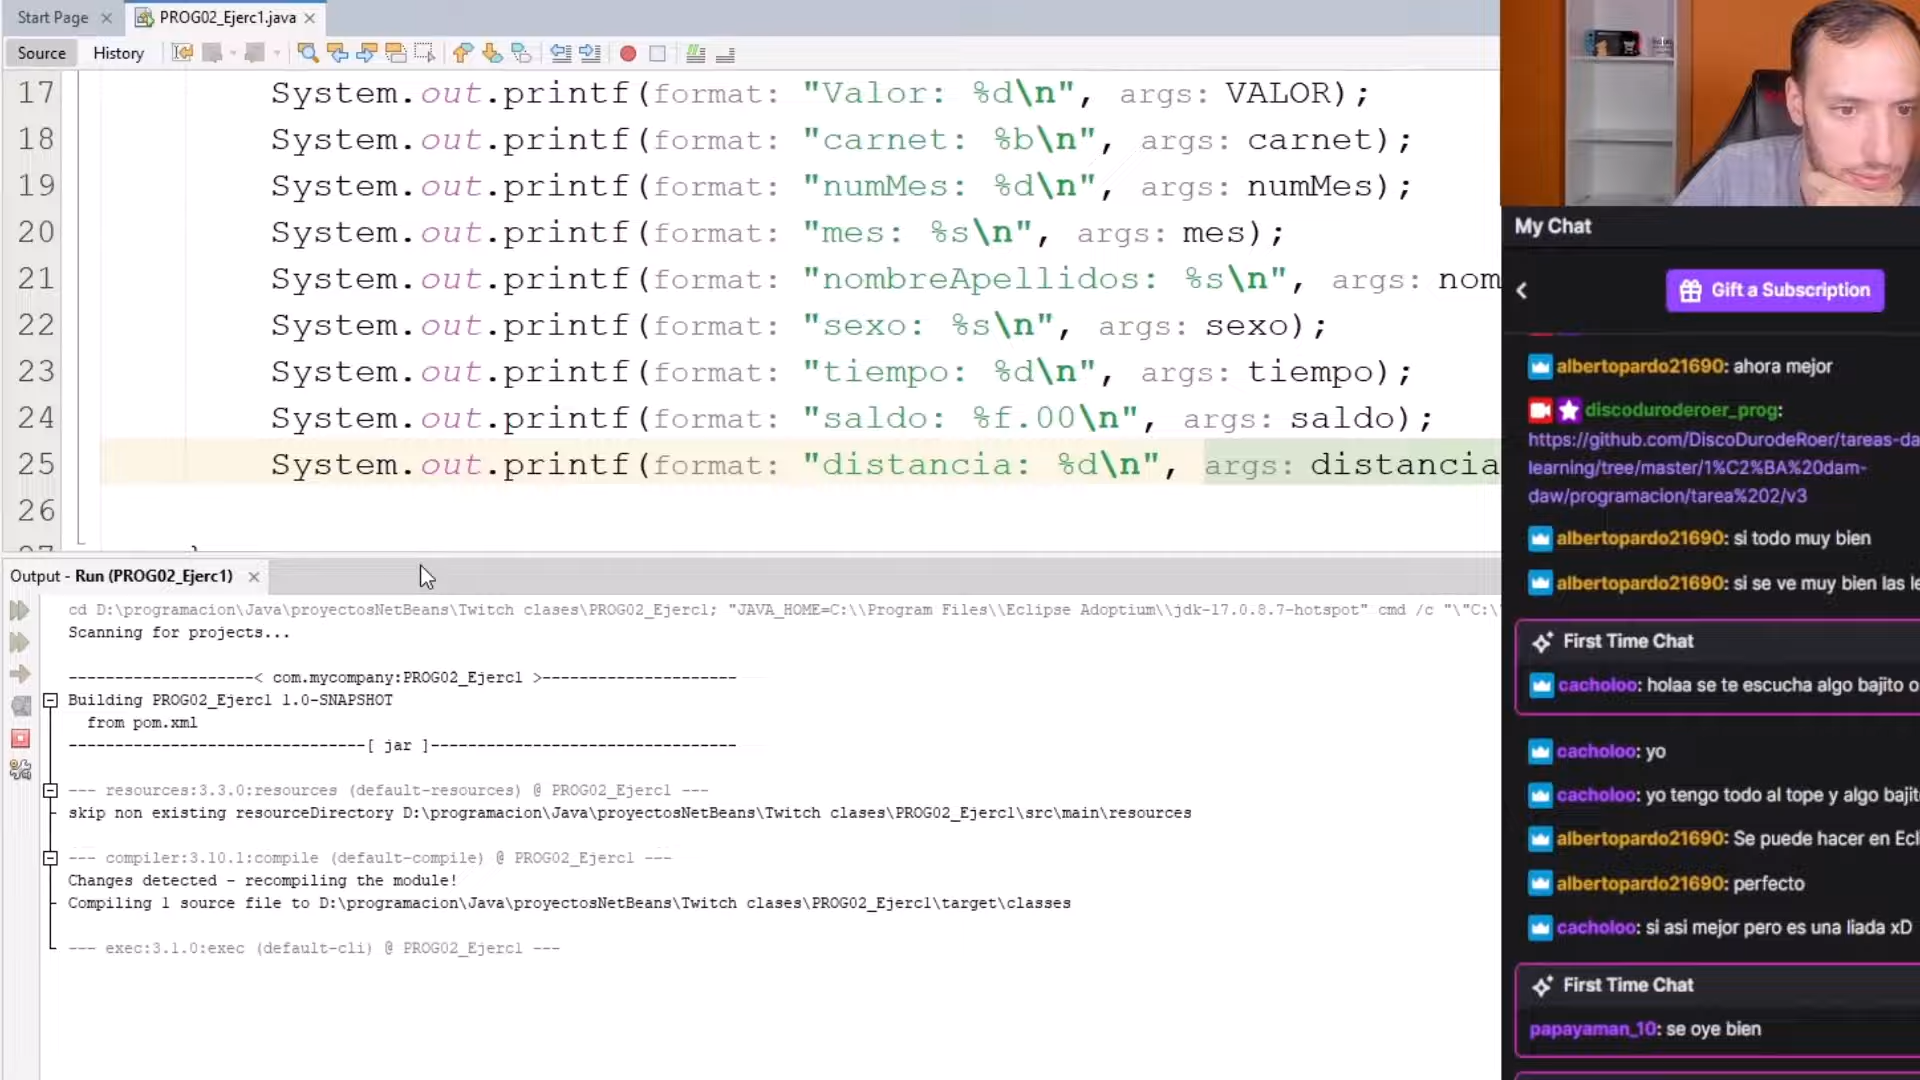 Start Page
PROG02_Ejerc1.java
Source History
17 System.out.printf(format: "Valor: %d\n", args: VALOR);
18 System.out.printf(format: "carnet: %b\n", args: carnet);
19 System.out.printf(format: "numMes: %d\n", args: numMes);
20 System.out.printf(format: "mes: %s\n", args: mes);
21 System.out.printf(format: "nombreApellidos: %s\n", args: nom
22 System.out.printf(format: "sexo: %s\n", args: sexo);
23 System.out.printf(format: "tiempo: %d\n", args: tiempo);
24 System.out.printf(format: "saldo: %f.00\n", args: saldo);
25 System.out.printf(format: "distancia: %d\n", args: distancia
26
Output - Run (PROG02_Ejerc1)
cd D:\programacion\Java\proyectosNetBeans\Twitch clases\PROG02_Ejerc1; "JAVA_HOME=C:\\Program Files\\Eclipse Adoptium\\jdk-17.0.8.7-hotspot" cmd /c "\"C:\
Scanning for projects...
--------------------< com.mycompany:PROG02_Ejerc1 >---------------------
Building PROG02_Ejerc1 1.0-SNAPSHOT
from pom.xml
--------------------------------[ jar ]---------------------------------
--- resources:3.3.0:resources (default-resources) @ PROG02_Ejerc1 ---
skip non existing resourceDirectory D:\programacion\Java\proyectosNetBeans\Twitch clases\PROG02_Ejerc1\src\main\resources
--- compiler:3.10.1:compile (default-compile) @ PROG02_Ejerc1 ---
Changes detected - recompiling the module!
Compiling 1 source file to D:\programacion\Java\proyectosNetBeans\Twitch clases\PROG02_Ejerc1\target\classes
--- exec:3.1.0:exec (default-cli) @ PROG02_Ejerc1 ---
My Chat
Gift a Subscription
albertopardo21690: ahora mejor
discoduroderoer_prog:
https://github.com/DiscoDurodeRoer/tareas-da
learning/tree/master/1%C2%BA%20dam-
daw/programacion/tarea%202/v3
albertopardo21690: si todo muy bien
albertopardo21690: si se ve muy bien las le
First Time Chat
cacholoo: holaa se te escucha algo bajito o
cacholoo: yo
cacholoo: yo tengo todo al tope y algo bajit
albertopardo21690: Se puede hacer en Ecl
albertopardo21690: perfecto
cacholoo: si asi mejor pero es una liada xD
First Time Chat
papayaman_10: se oye bien